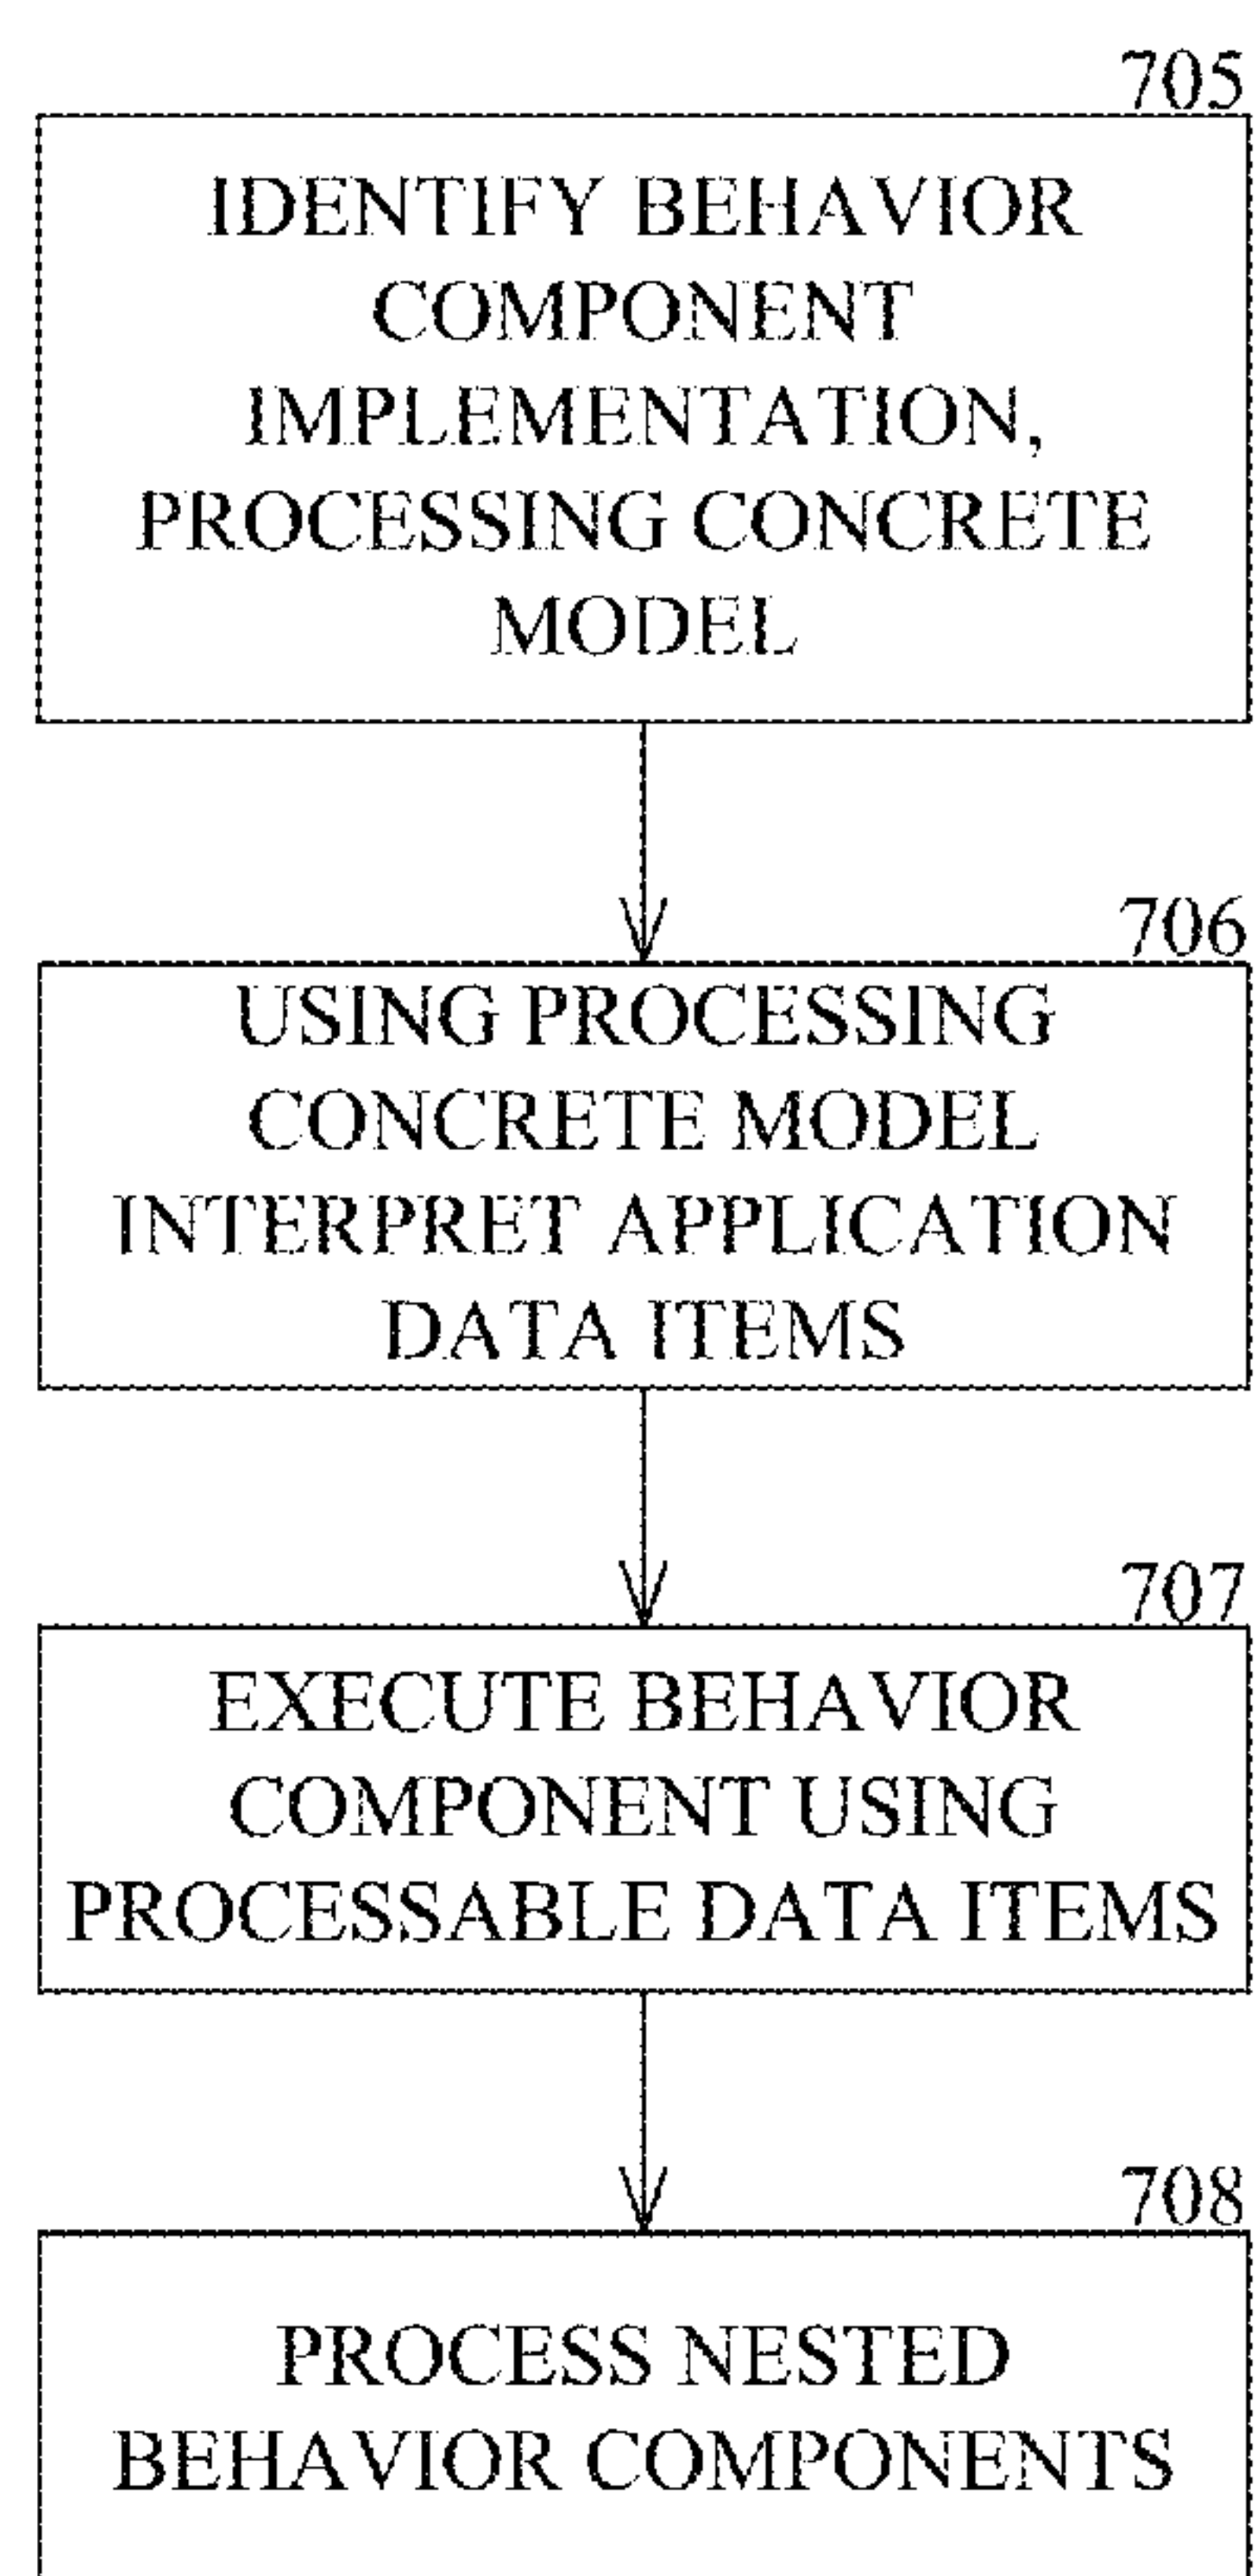 705
IDENTIFY BEHAVIOR
COMPONENT
IMPLEMENTATION,
PROCESSING CONCRETE
MODEL
706
USING PROCESSING
CONCRETE MODEL
INTERPRET APPLICATION
DATA ITEMS
707
EXECUTE BEHAVIOR
COMPONENT USING
PROCESSABLE DATA ITEMS
708
PROCESS NESTED
BEHAVIOR COMPONENTS